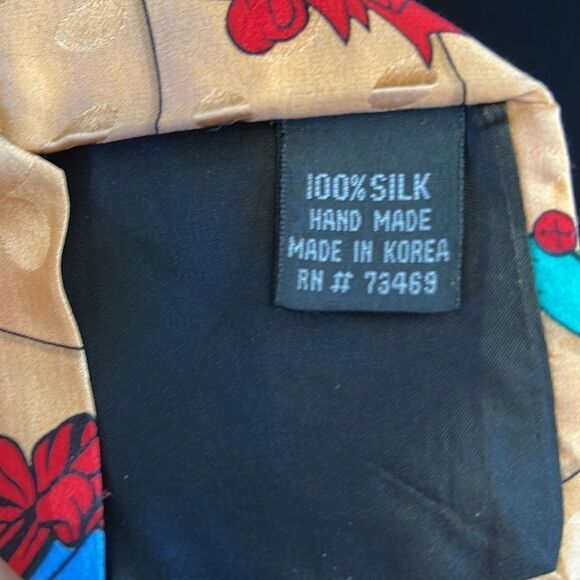 100% SILK
HAND MADE
MADE IN KOREA
RN # 73469